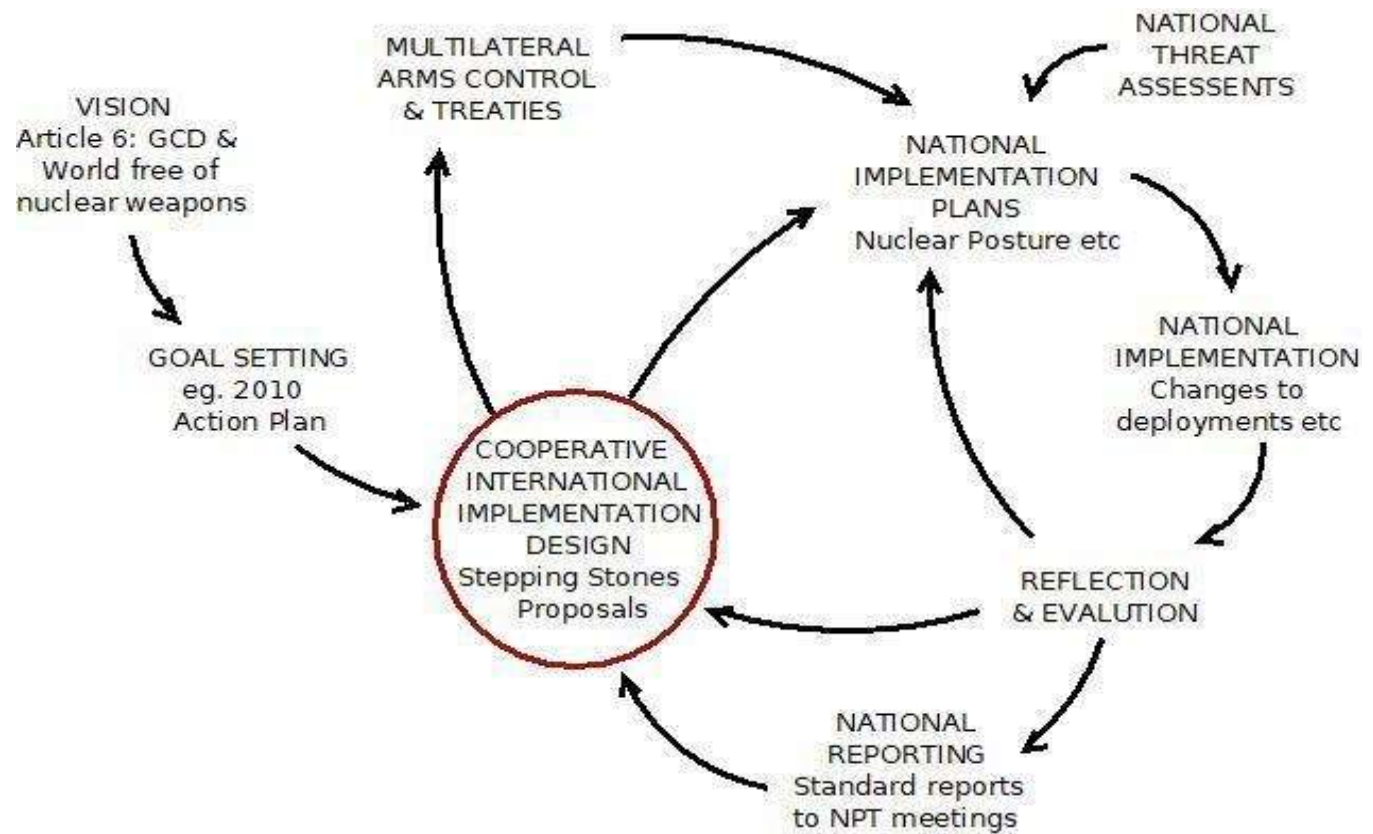 VISION
Article 6: GCD &
World free of
nuclear weapons
GOAL SETTING
eg. 2010
Action Plan
COOPERATIVE
INTERNATIONAL
IMPLEMENTATION
DESIGN
Stepping Stones
Proposals
MULTILATERAL
ARMS CONTROL
& TREATIES
NATIONAL
THREAT
ASSESSENTS
NATIONAL
IMPLEMENTATION
PLANS
Nuclear Posture etc
NATIONAL
IMPLEMENTATION
Changes to
deployments etc
REFLECTION
& EVALUTION
NATIONAL
REPORTING
Standard reports
to NPT meetings